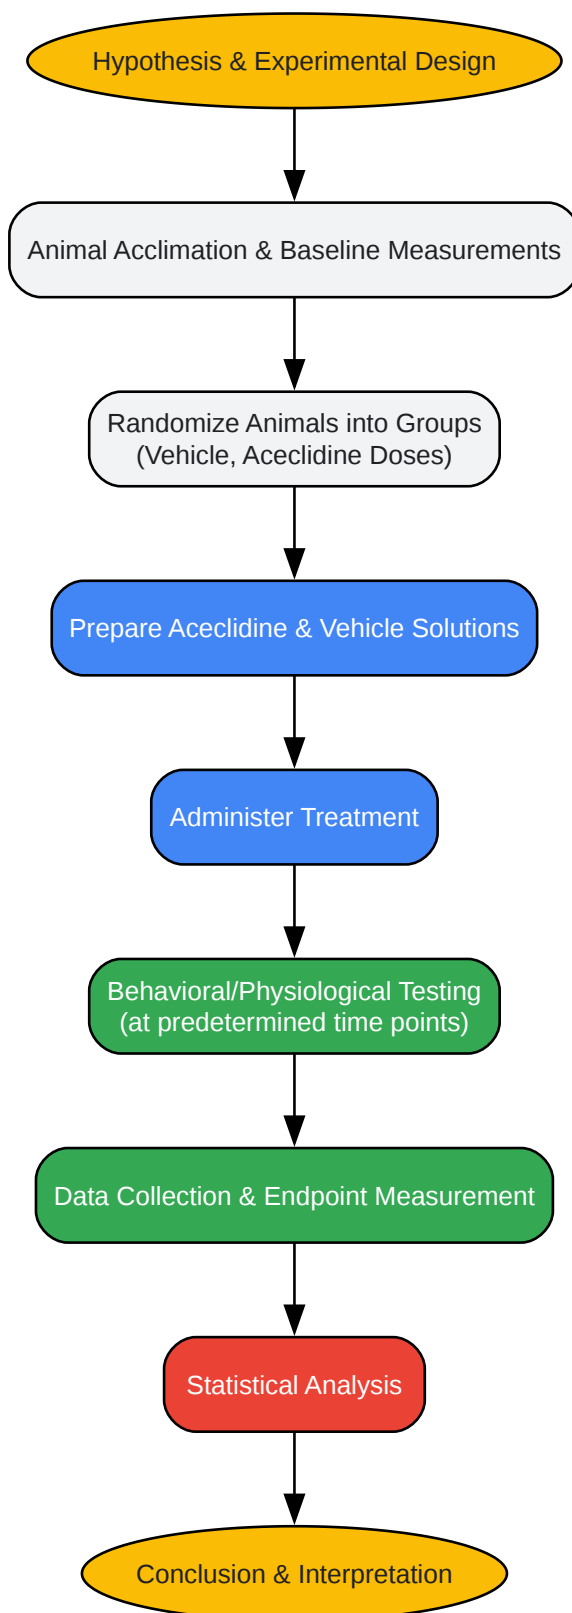 Hypothesis & Experimental Design
Animal Acclimation & Baseline Measurements
Randomize Animals into Groups
(Vehicle, Aceclidine Doses)
Prepare Aceclidine & Vehicle Solutions
Administer Treatment
Behavioral/Physiological Testing
(at predetermined time points)
Data Collection & Endpoint Measurement
Statistical Analysis
Conclusion & Interpretation